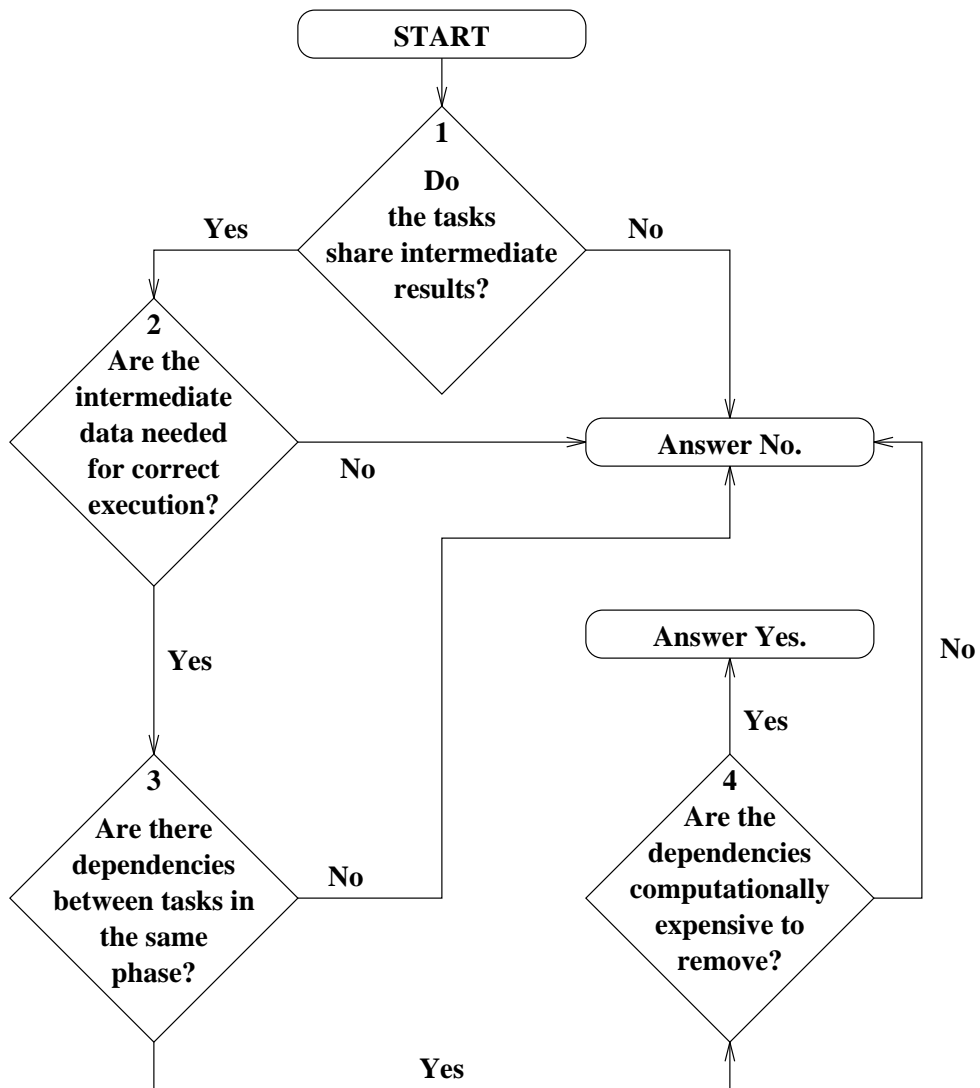 START
1
Do
the tasks
share intermediate
results?
Yes
No
2
Are the
intermediate
data needed
for correct
execution?
No
Answer No.
Yes
Answer Yes.
No
Yes
3
Are there
dependencies
between tasks in
the same
phase?
No
4
Are the
dependencies
computationally
expensive to
remove?
Yes